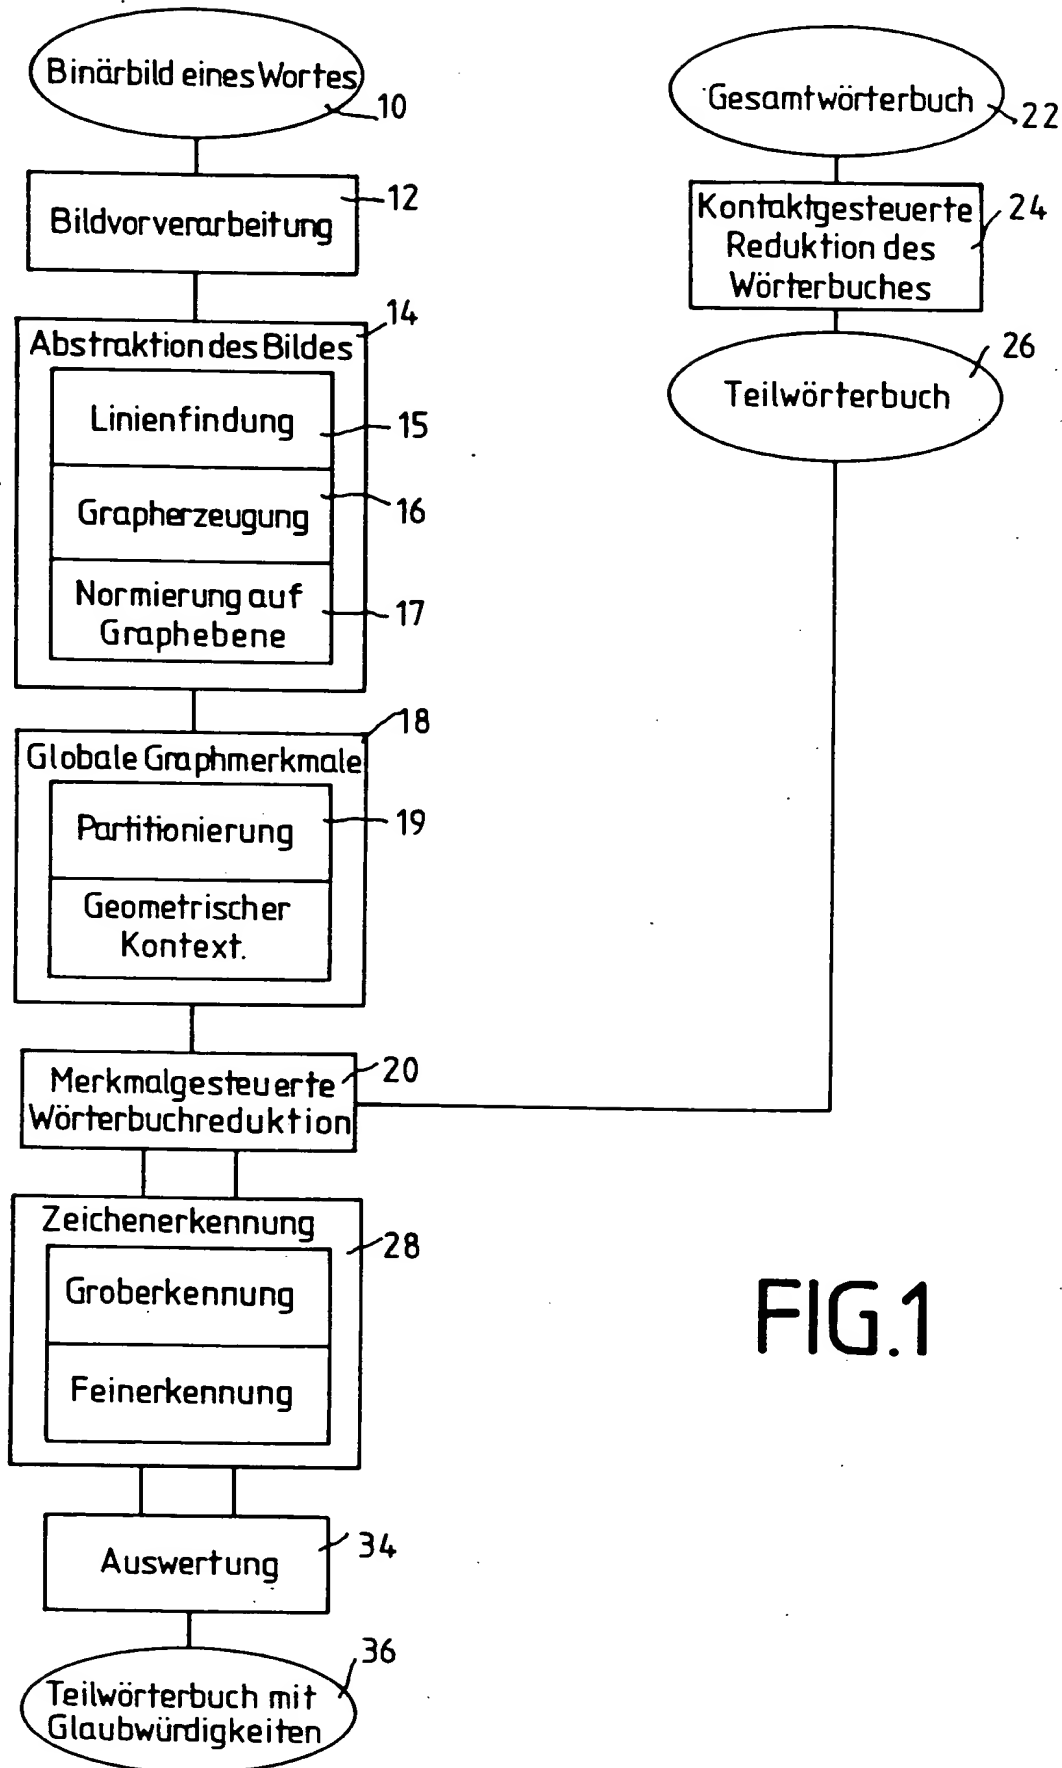 Binärbild eines Wortes
10
12
Bildvorverarbeitung
14
Abstraktion des Bildes
Linienfindung
15
Grapherzeugung
16
Normierung auf
Graphebene
17
18
Globale Graphmerkmale
Partitionierung
19
Geometrischer
Kontext.
20
Merkmalgesteuerte
Wörterbuchreduktion
Zeichenerkennung
28
Groberkennung
Feinerkennung
Auswertung
34
36
Teilwörterbuch mit
Glaubwürdigkeiten
Gesamtwörterbuch
22
Kontaktgesteuerte
Reduktion des
Wörterbuches
24
26
Teilwörterbuch
FIG.1